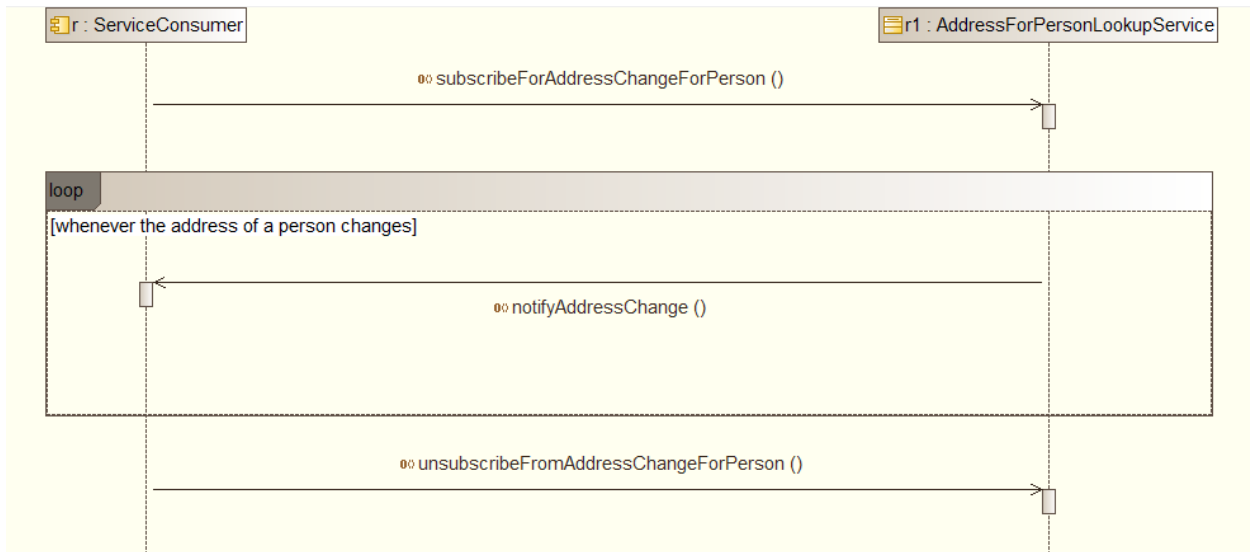 r : ServiceConsumer
r1 : AddressForPersonLookupService
subscribeForAddressChangeForPerson ()
loop
[whenever the address of a person changes]
notifyAddressChange ()
unsubscribeFromAddressChangeForPerson ()